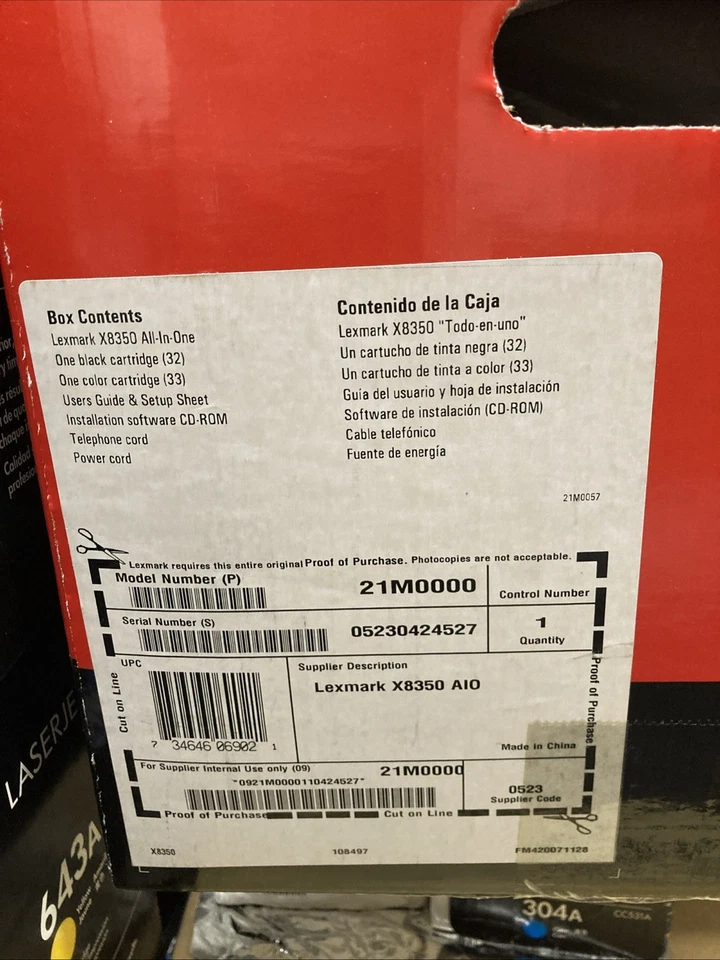 Box Contents
Lexmark X8350 All-In-One
One black cartridge (32)
One color cartridge (33)
Users Guide & Setup Sheet
Installation software CD-ROM
Telephone cord
Power cord
Contenido de la Caja
Lexmark X8350 "Todo-en-uno"
Un cartucho de tinta negra (32)
Un cartucho de tinta a color (33)
Guia del usuario y hoja de instalación
Software de instalación (CD-ROM)
Cable telefónico
Fuente de energía
21M0057
Lexmark requires this entire original Proof of Purchase. Photocopies are not acceptable.
Model Number (P)
21M0000
Control Number
Serial Number (S)
05230424527
1
Quantity
UPC
7 34646 06902 1
Supplier Description
Lexmark X8350 AIO
Made in China
Cut on Line
Proof of Purchase
For Supplier Internal Use only (09)
21M0000
"0921M0000110424527"
0523
Supplier Code
Proof of Purchase
Cut on Line
X8350
108497
FM420071128
LASERJE
643A
304A
CC531A